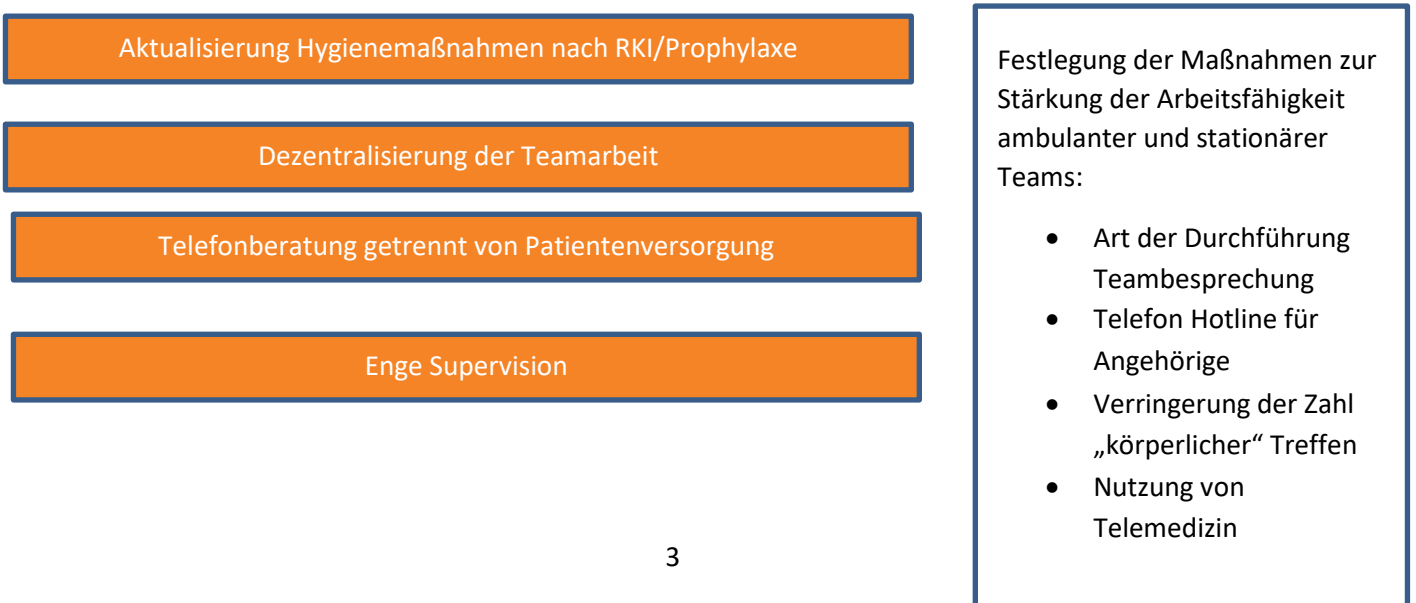 Aktualisierung Hygienemaßnahmen nach RKI/Prophylaxe
Dezentralisierung der Teamarbeit
Telefonberatung getrennt von Patientenversorgung
Enge Supervision
Festlegung der Maßnahmen zur
Stärkung der Arbeitsfähigkeit
ambulanter und stationärer
Teams:
• Art der Durchführung
Teambesprechung
• Telefon Hotline für
Angehörige
• Verringerung der Zahl
„körperlicher“ Treffen
• Nutzung von
Telemedizin
3